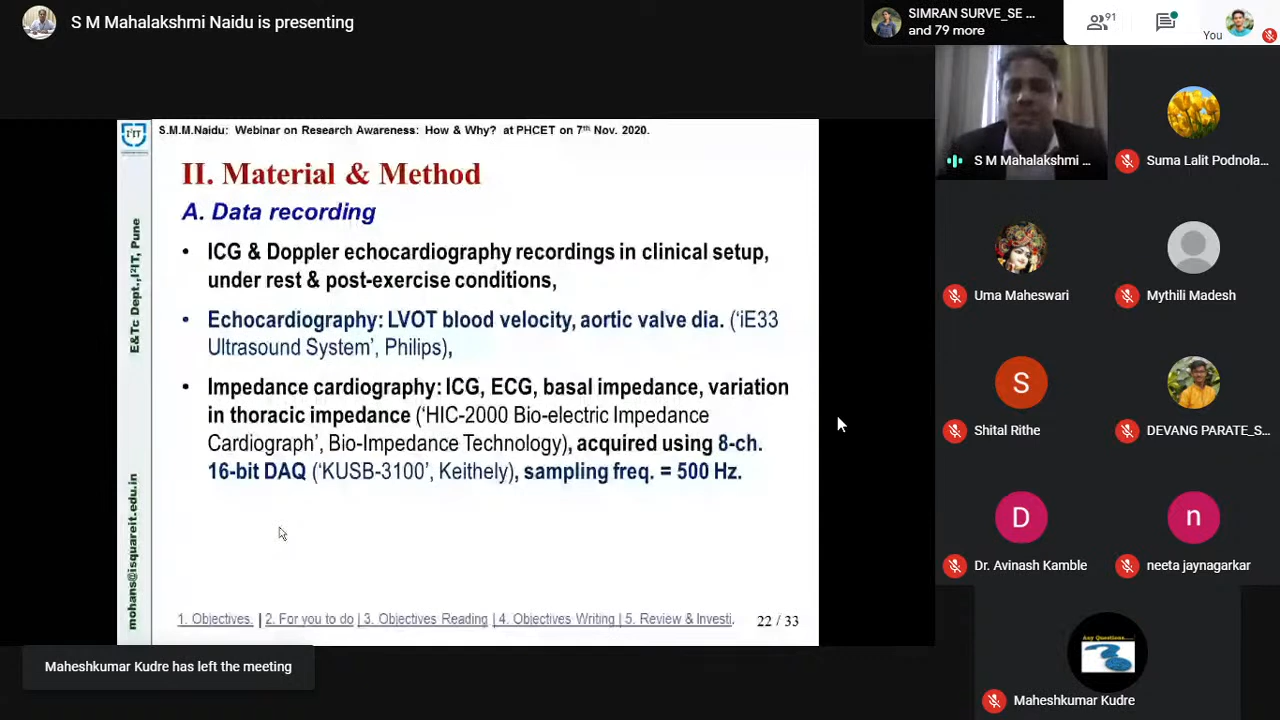 S M Mahalakshmi Naidu is presenting
SIMRAN SURVE_SE ...
and 79 more
91
You
I²IT
S.M.M.Naidu: Webinar on Research Awareness: How & Why? at PHCET on 7th Nov. 2020.
II. Material & Method
A. Data recording
• ICG & Doppler echocardiography recordings in clinical setup,
under rest & post-exercise conditions,
• Echocardiography: LVOT blood velocity, aortic valve dia. (‘iE33
Ultrasound System’, Philips),
• Impedance cardiography: ICG, ECG, basal impedance, variation
in thoracic impedance (‘HIC-2000 Bio-electric Impedance
Cardiograph’, Bio-Impedance Technology), acquired using 8-ch.
16-bit DAQ (‘KUSB-3100’, Keithely), sampling freq. = 500 Hz.
E&Tc Dept.,I²IT, Pune
mohans@isquareit.edu.in
1. Objectives. | 2. For you to do | 3. Objectives Reading | 4. Objectives Writing | 5. Review & Investi.
22 / 33
S M Mahalakshmi ...
Suma Lalit Podnola...
Uma Maheswari
Mythili Madesh
S
Shital Rithe
DEVANG PARATE_S...
D
Dr. Avinash Kamble
n
neeta jaynagarkar
Any Questions....
Maheshkumar Kudre
Maheshkumar Kudre has left the meeting